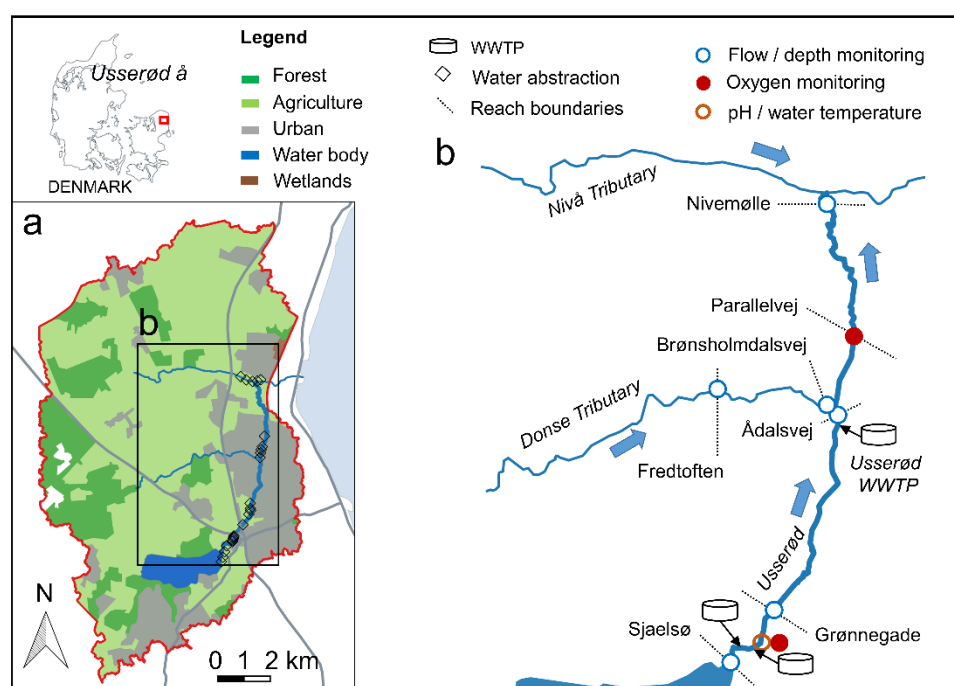 Usserød å
DENMARK
Legend
Forest
Agriculture
Urban
Water body
Wetlands
WWTP
Water abstraction
Reach boundaries
Flow / depth monitoring
Oxygen monitoring
pH / water temperature
a
b
N
0 1 2 km
b
Nivå Tributary
Nivemølle
Parallelvej
Brønsholmdalsvej
Donse Tributary
Ådalsvej
Fredtoften
Usserød
WWTP
Usserød
Sjaelsø
Grønnegade